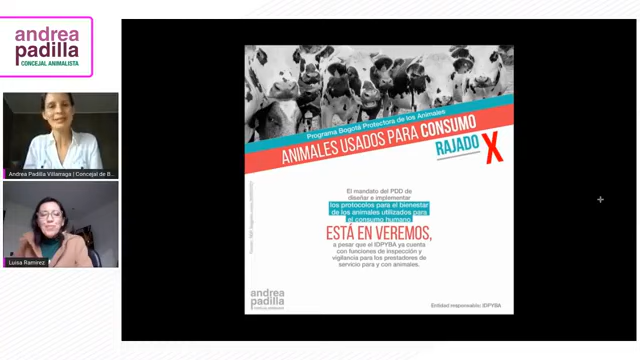 andrea
padilla
CONCEJAL ANIMALISTA
Andrea Padilla Villarraga | Concejal de B...
Luisa Ramirez
Programa Bogotá Protectora de los Animales
ANIMALES USADOS PARA CONSUMO
RAJADO X
El mandato del PDD de
diseñar e implementar
los protocolos para el bienestar
de los animales utilizados para
el consumo humano,
ESTÁ EN VEREMOS,
a pesar que el IDPYBA ya cuenta
con funciones de inspección y
vigilancia para los prestadores de
servicio para y con animales.
andrea
padilla
CONCEJAL ANIMALISTA
Entidad responsable: IDPYBA